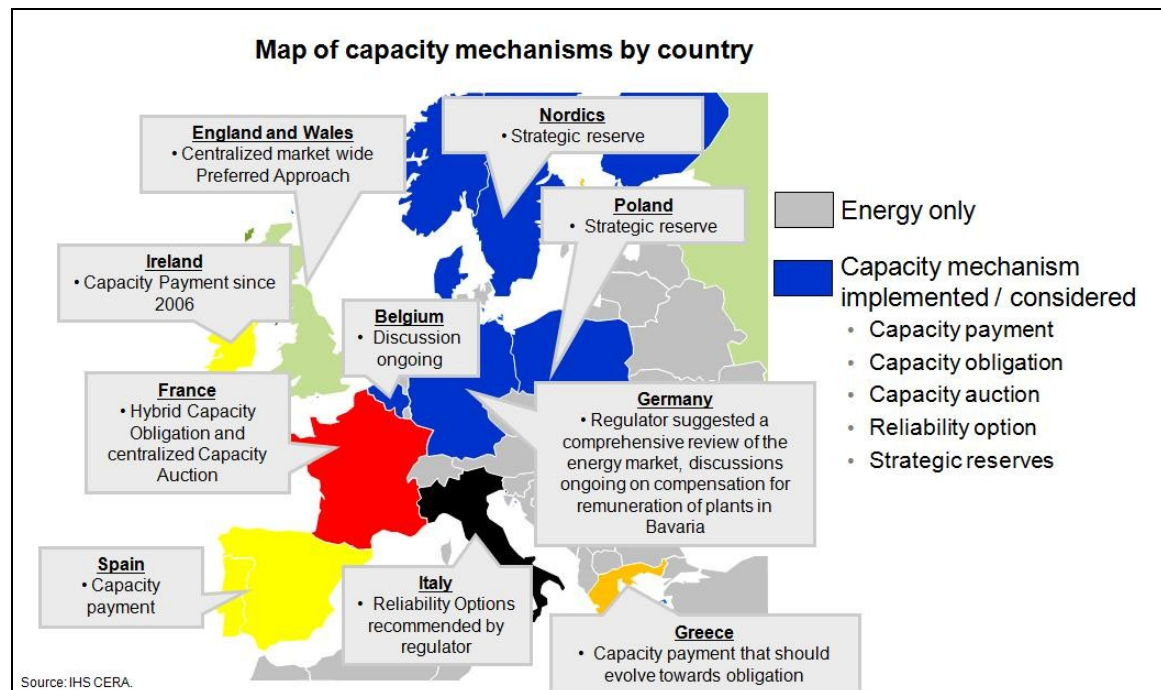 Map of capacity mechanisms by country
Nordics
• Strategic reserve
England and Wales
• Centralized market wide
Preferred Approach
Poland
• Strategic reserve
Ireland
• Capacity Payment since
2006
Belgium
• Discussion
ongoing
France
• Hybrid Capacity
Obligation and
centralized Capacity
Auction
Germany
• Regulator suggested a
comprehensive review of the
energy market, discussions
ongoing on compensation for
remuneration of plants in
Bavaria
Spain
• Capacity
payment
Italy
• Reliability Options
recommended by
regulator
Greece
• Capacity payment that should
evolve towards obligation
Energy only
Capacity mechanism
implemented / considered
• Capacity payment
• Capacity obligation
• Capacity auction
• Reliability option
• Strategic reserves
Source: IHS CERA.